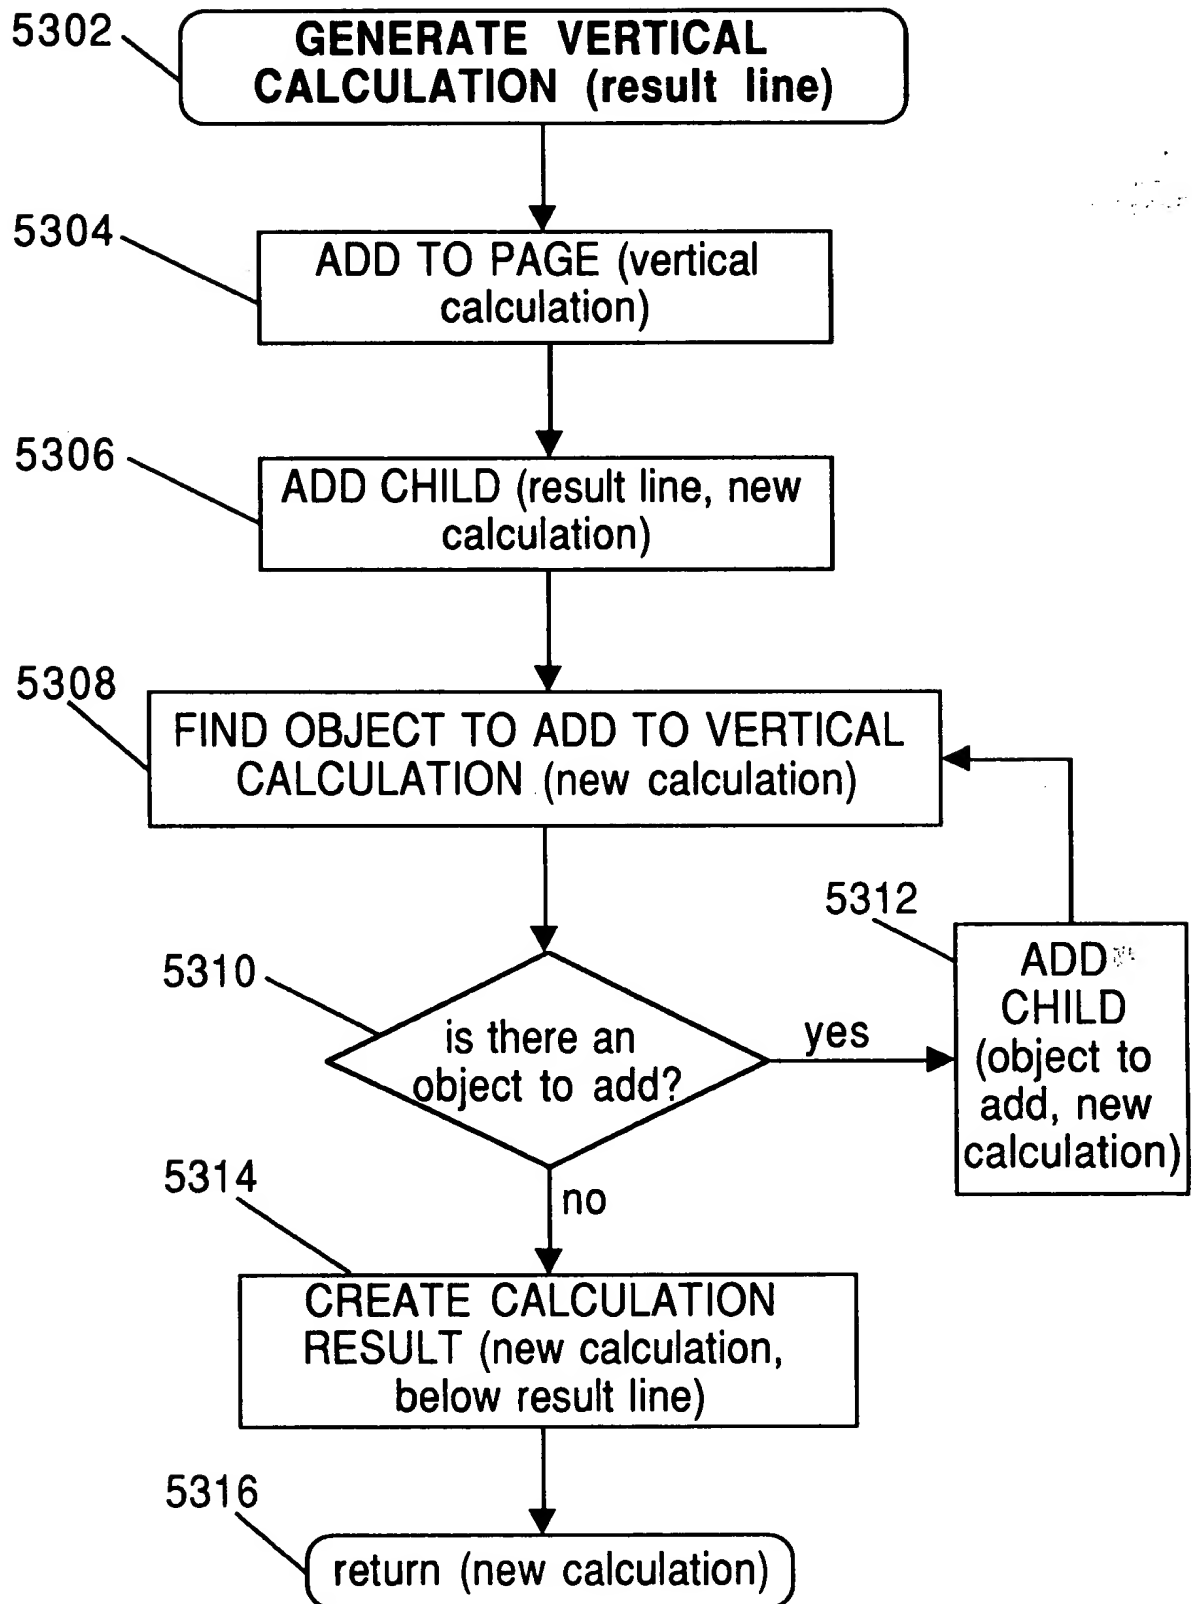 5302
GENERATE VERTICAL
CALCULATION (result line)
5304
ADD TO PAGE (vertical
calculation)
5306
ADD CHILD (result line, new
calculation)
5308
FIND OBJECT TO ADD TO VERTICAL
CALCULATION (new calculation)
5310
is there an
object to add?
yes
5312
ADD
CHILD
(object to
add, new
calculation)
no
5314
CREATE CALCULATION
RESULT (new calculation,
below result line)
5316
return (new calculation)